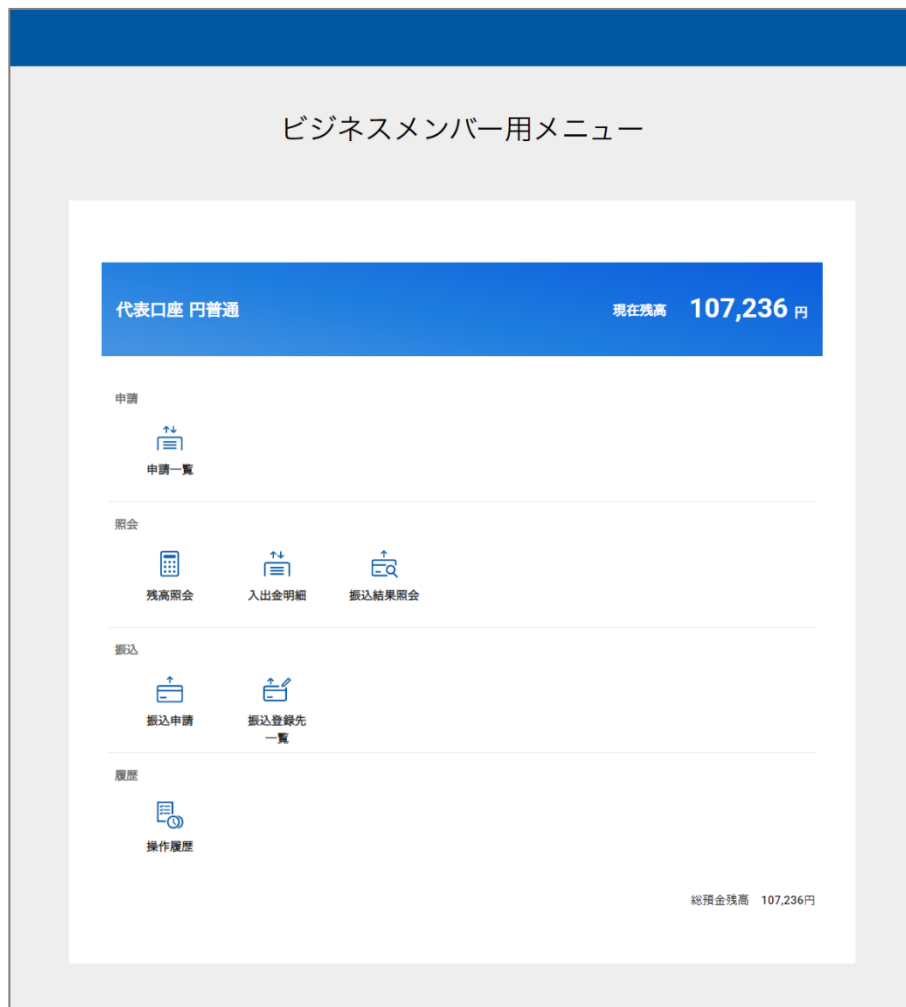 ビジネスメンバー用メニュー
代表口座 円普通 現在残高 107,236 円
申請
申請一覧
照会
残高照会 入出金明細 振込結果照会
振込
振込申請 振込登録先
一覧
履歴
操作履歴
総預金残高 107,236円